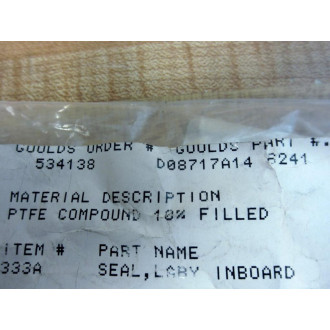 GOULDS ORDER # GOULDS PART #.
534138 D08717A14 6241
MATERIAL DESCRIPTION
PTFE COMPOUND 10% FILLED
ITEM # PART NAME
333A SEAL, LABY INBOARD